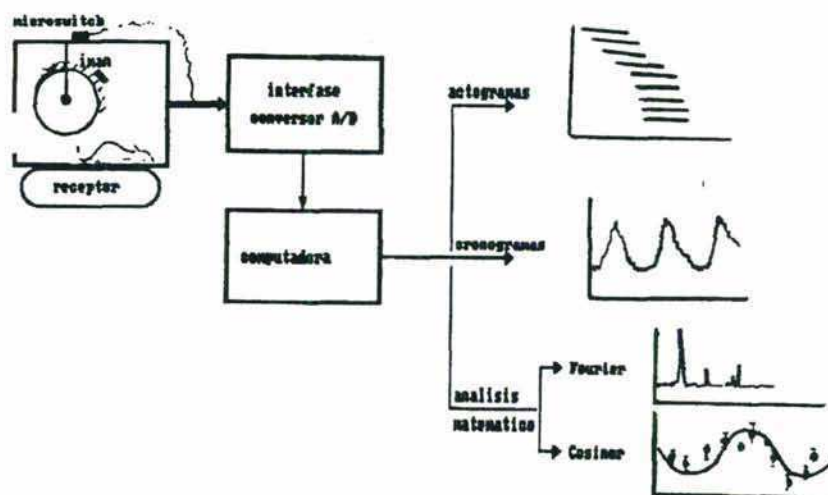 microswitch
iman
receptor
interfase
conversor A/D
computadora
actogramas
cronogramas
analisis
matematico
Fourier
Cosinor